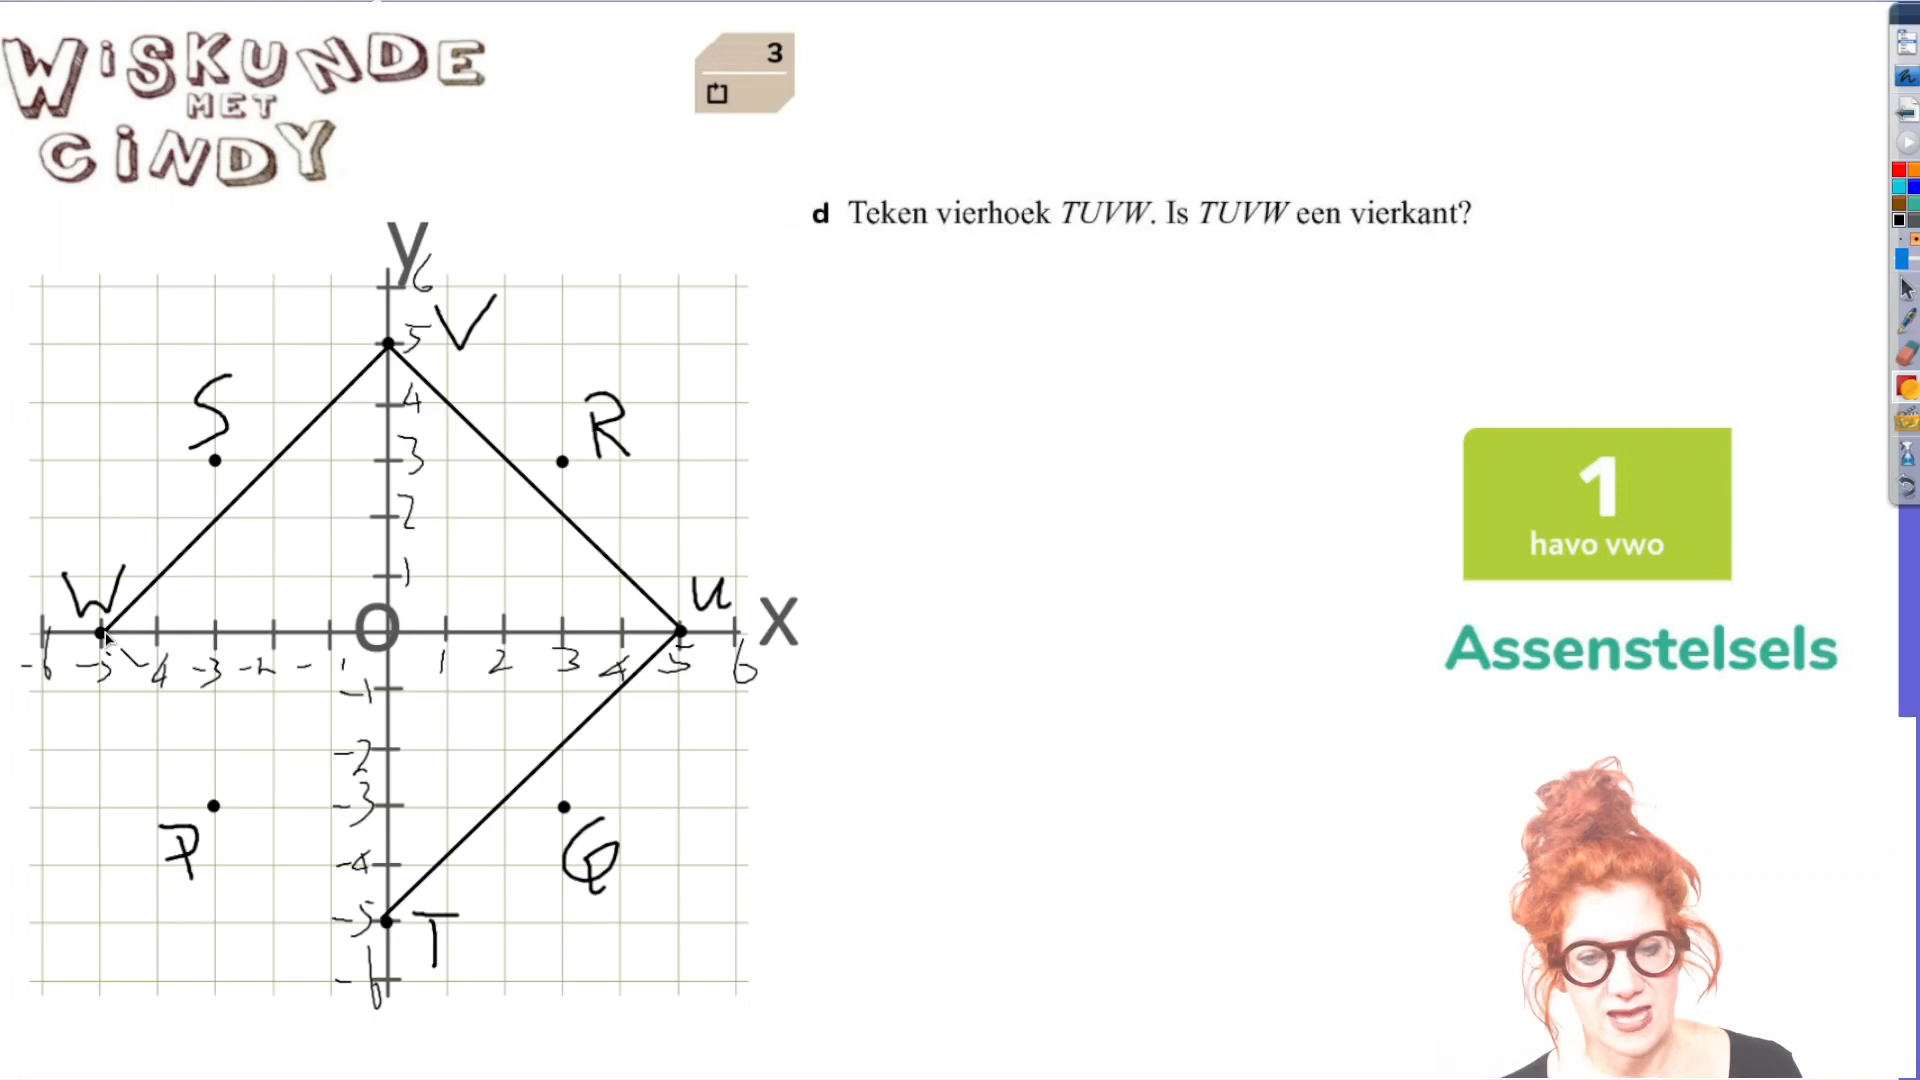 WiSKUNDE
MET
CiNDY
3
d Teken vierhoek TUVW. Is TUVW een vierkant?
y
6
5 V
S
4
R
3
2
1
W
U
O
x
-6 -5 -4 -3 -2 -1 1 2 3 4 5 6
-1
-2
-3
P
Q
-4
-5 T
-6
1
havo vwo
Assenstelsels